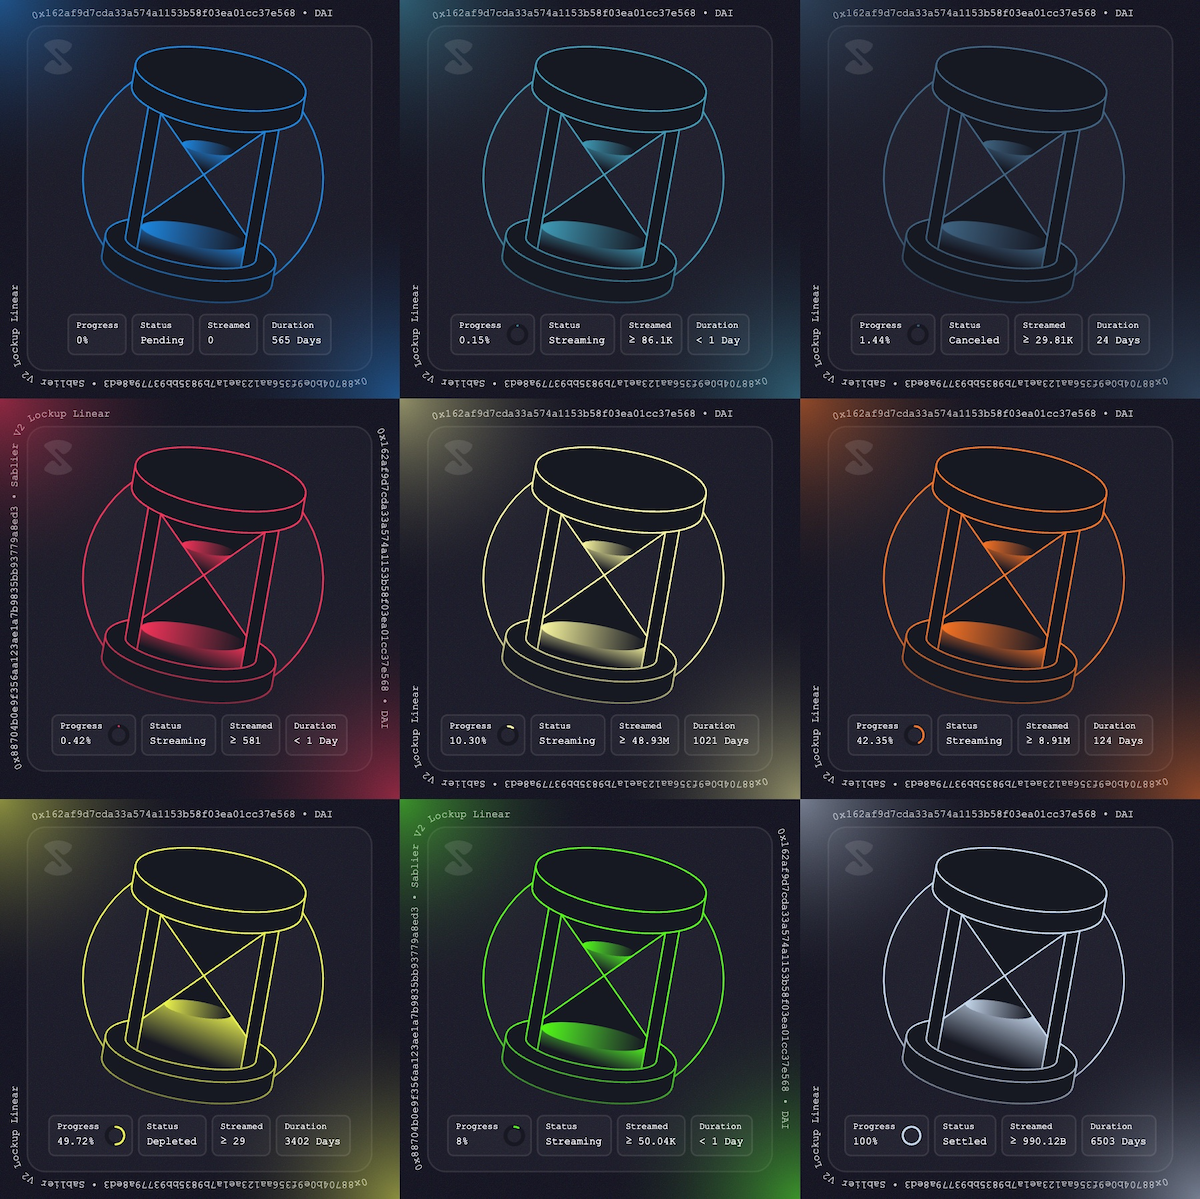 0x162af9d7cda33a574a1153b58f03ea01cc37e568 • DAI
Progress
0%
Status
Pending
Streamed
0
Duration
565 Days
0x88704b0e9f356aa123ae1a7b9835bb93779a8ed3 • Sablier V2 Lockup Linear
0x162af9d7cda33a574a1153b58f03ea01cc37e568 • DAI
Progress
0.15%
Status
Streaming
Streamed
≥ 86.1K
Duration
< 1 Day
0x88704b0e9f356aa123ae1a7b9835bb93779a8ed3 • Sablier V2 Lockup Linear
0x162af9d7cda33a574a1153b58f03ea01cc37e568 • DAI
Progress
1.44%
Status
Canceled
Streamed
≥ 29.81K
Duration
24 Days
0x88704b0e9f356aa123ae1a7b9835bb93779a8ed3 • Sablier V2 Lockup Linear
0x88704b0e9f356aa123ae1a7b9835bb93779a8ed3 • Sablier V2 Lockup Linear
0x162af9d7cda33a574a1153b58f03ea01cc37e568 • DAI
Progress
0.42%
Status
Streaming
Streamed
≥ 581
Duration
< 1 Day
0x162af9d7cda33a574a1153b58f03ea01cc37e568 • DAI
Progress
10.30%
Status
Streaming
Streamed
≥ 48.93M
Duration
1021 Days
0x88704b0e9f356aa123ae1a7b9835bb93779a8ed3 • Sablier V2 Lockup Linear
0x162af9d7cda33a574a1153b58f03ea01cc37e568 • DAI
Progress
42.35%
Status
Streaming
Streamed
≥ 8.91M
Duration
124 Days
0x88704b0e9f356aa123ae1a7b9835bb93779a8ed3 • Sablier V2 Lockup Linear
0x162af9d7cda33a574a1153b58f03ea01cc37e568 • DAI
Progress
49.72%
Status
Depleted
Streamed
≥ 29
Duration
3402 Days
0x88704b0e9f356aa123ae1a7b9835bb93779a8ed3 • Sablier V2 Lockup Linear
0x88704b0e9f356aa123ae1a7b9835bb93779a8ed3 • Sablier V2 Lockup Linear
0x162af9d7cda33a574a1153b58f03ea01cc37e568 • DAI
Progress
8%
Status
Streaming
Streamed
≥ 50.04K
Duration
< 1 Day
0x162af9d7cda33a574a1153b58f03ea01cc37e568 • DAI
Progress
100%
Status
Settled
Streamed
≥ 990.12B
Duration
6503 Days
0x88704b0e9f356aa123ae1a7b9835bb93779a8ed3 • Sablier V2 Lockup Linear